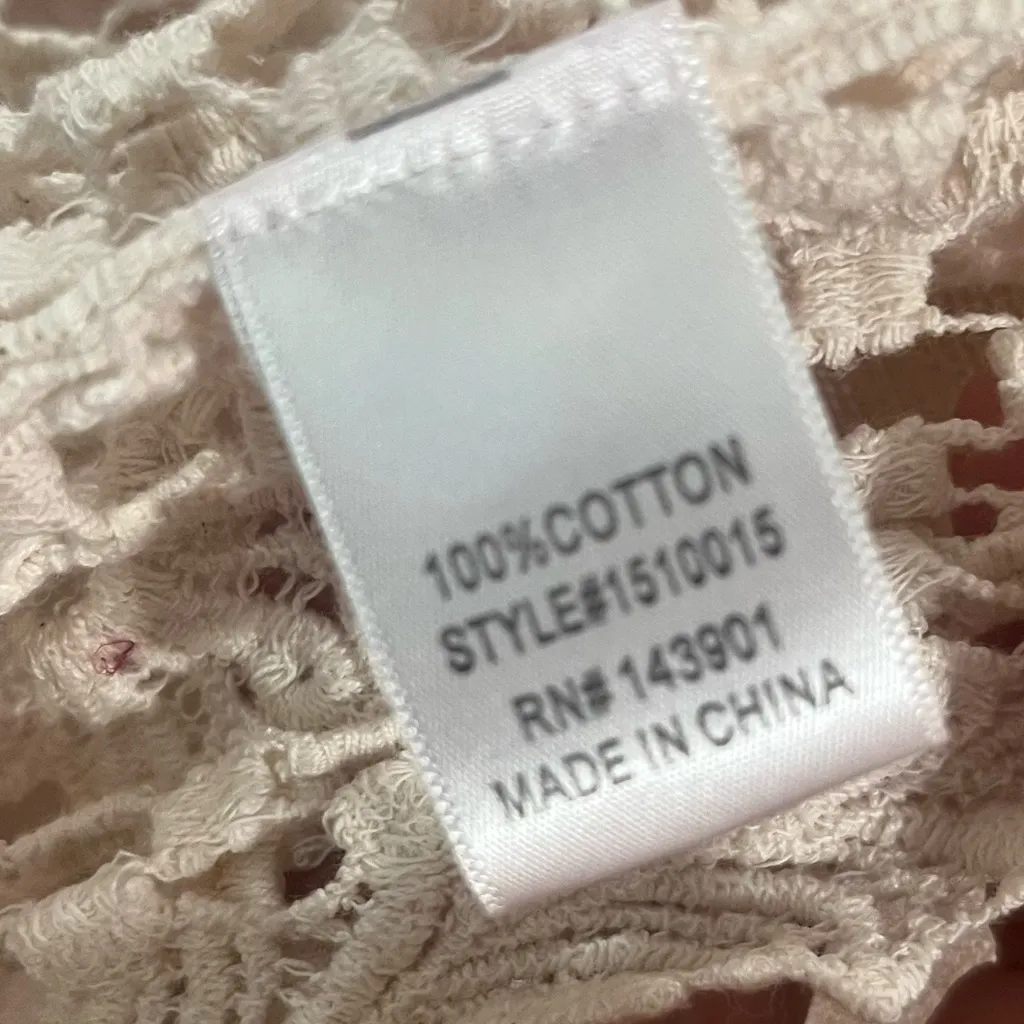 100%COTTON
STYLE#1510015
RN# 143901
MADE IN CHINA